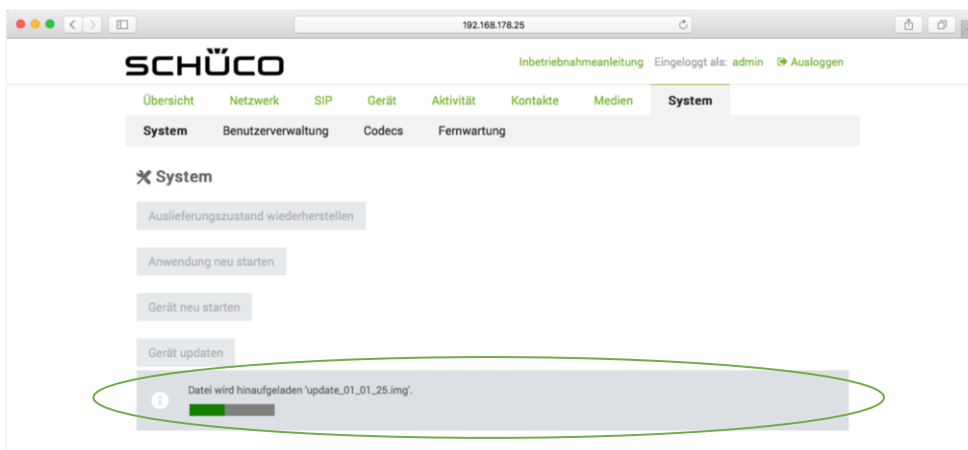 192.168.178.25
SCHÜCO
Inbetriebnahmeanleitung Eingeloggt als: admin Ausloggen
Übersicht Netzwerk SIP Gerät Aktivität Kontakte Medien System
System Benutzerverwaltung Codecs Fernwartung
System
Auslieferungszustand wiederherstellen
Anwendung neu starten
Gerät neu starten
Gerät updaten
Datei wird hinaufgeladen 'update_01_01_25.img'.